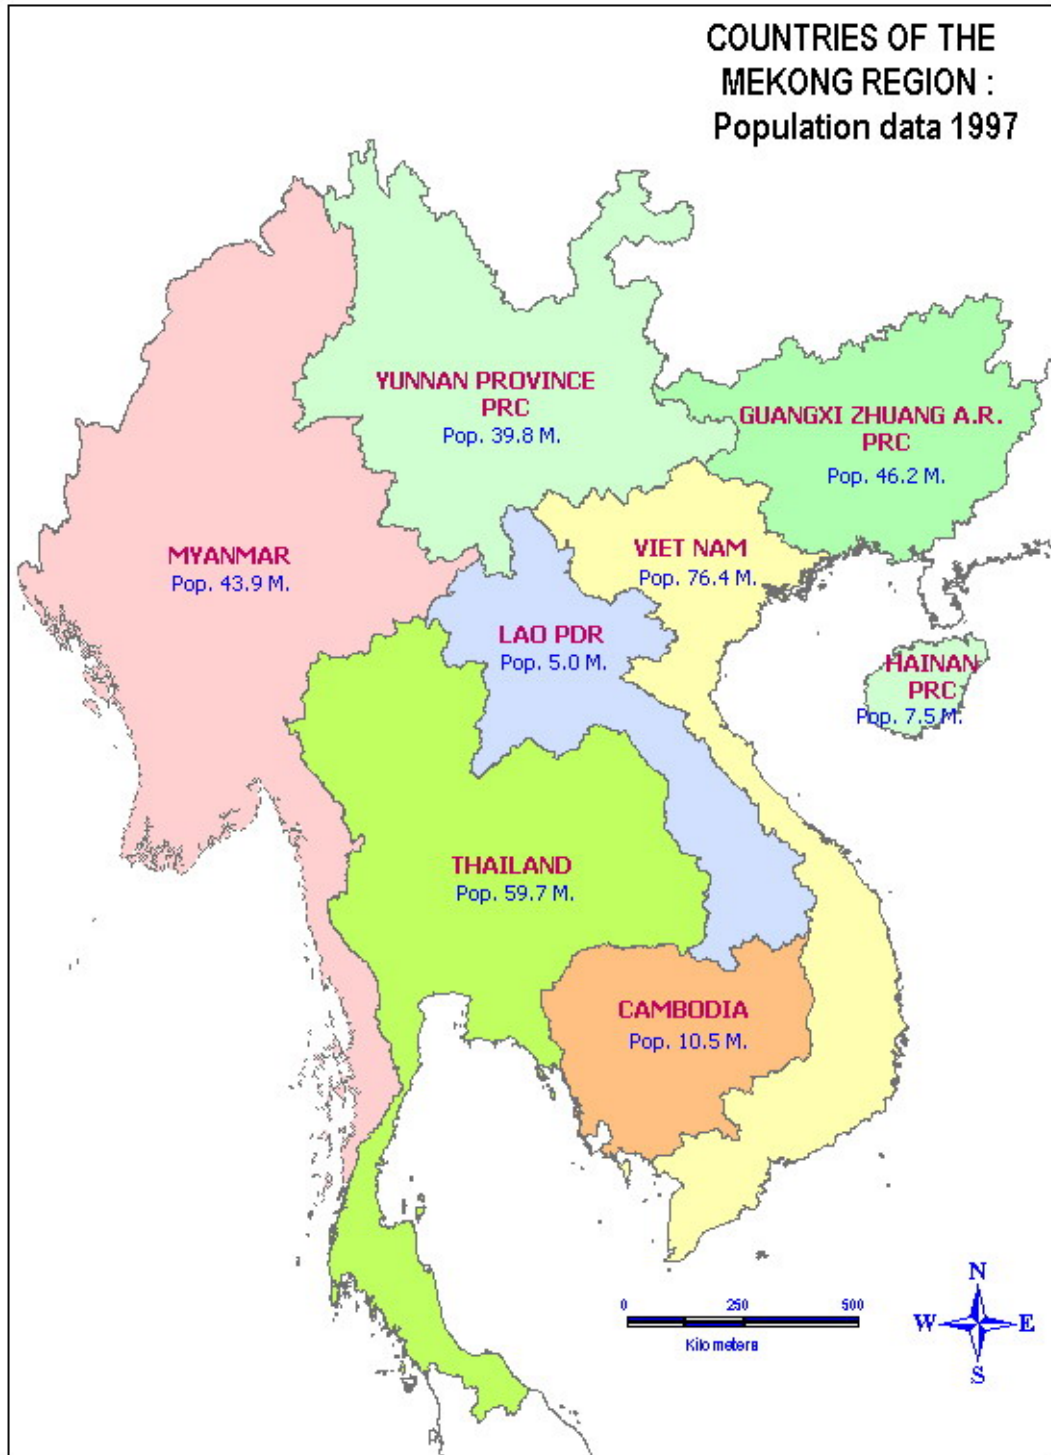 COUNTRIES OF THE
MEKONG REGION :
Population data 1997
YUNNAN PROVINCE
PRC
Pop. 39.8 M.
GUANGXI ZHUANG A.R.
PRC
Pop. 46.2 M.
MYANMAR
Pop. 43.9 M.
VIET NAM
Pop. 76.4 M.
LAO PDR
Pop. 5.0 M.
HAINAN
PRC
Pop. 7.5 M.
THAILAND
Pop. 59.7 M.
CAMBODIA
Pop. 10.5 M.
0 250 500
Kilometers
N
W E
S